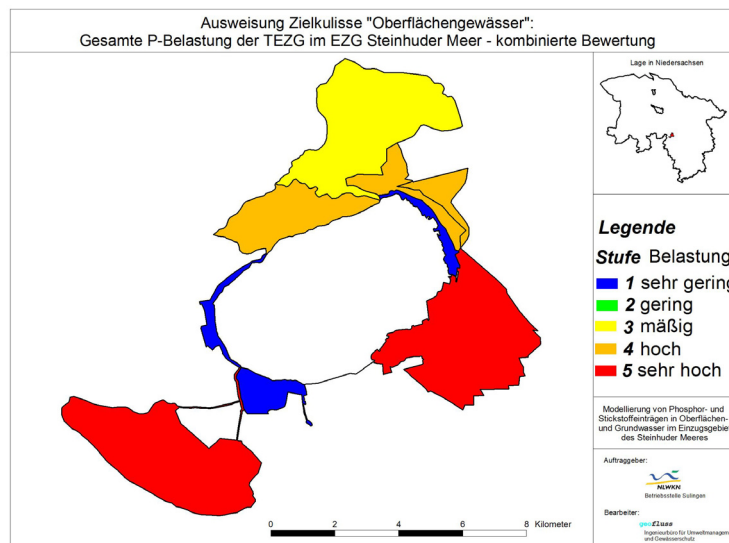 Ausweisung Zielkulisse "Oberflächengewässer":
Gesamte P-Belastung der TEZG im EZG Steinhuder Meer - kombinierte Bewertung
Lage in Niedersachsen
Legende
Stufe Belastung
1 sehr gering
2 gering
3 mäßig
4 hoch
5 sehr hoch
Modellierung von Phosphor- und
Stickstoffeinträgen in Oberflächen-
und Grundwasser im Einzugsgebiet
des Steinhuder Meeres
Auftraggeber:
NLWKN
Betriebsstelle Sulingen
Bearbeiter:
geofluss
Ingenieurbüro für Umweltmanagem
und Gewässerschutz
0 2 4 6 8 Kilometer